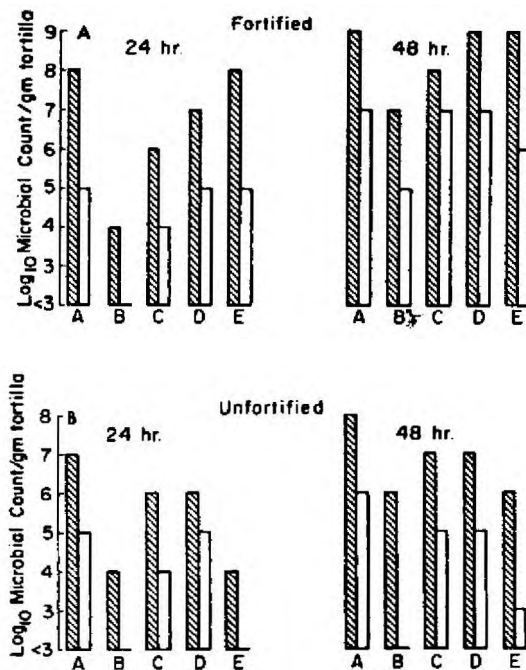 A
Fortified
24 hr.
48 hr.
Log10 Microbial Count/gm tortilla
9
8
7
6
5
4
3
<3
A B C D E
A B C D E
B
Unfortified
24 hr.
48 hr.
Log10 Microbial Count/gm tortilla
8
7
6
5
4
3
<3
A B C D E
A B C D E